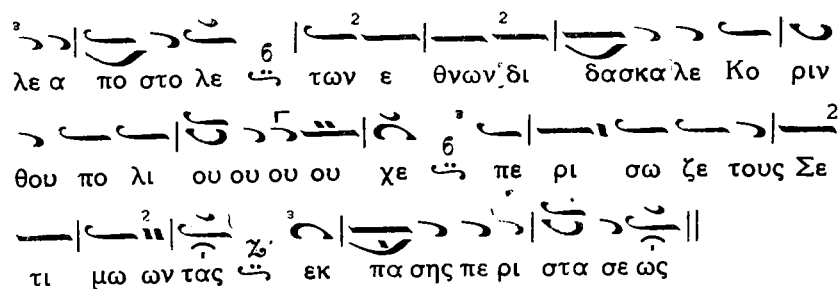 λε α πο στο λε των ε θνων δι δασκα λε Κο ριν
θου πο λι ου ου ου ου χε πε ρι σω ζε τους Σε
τι μω ων τας εκ πα σης πε ρι στα σε ως